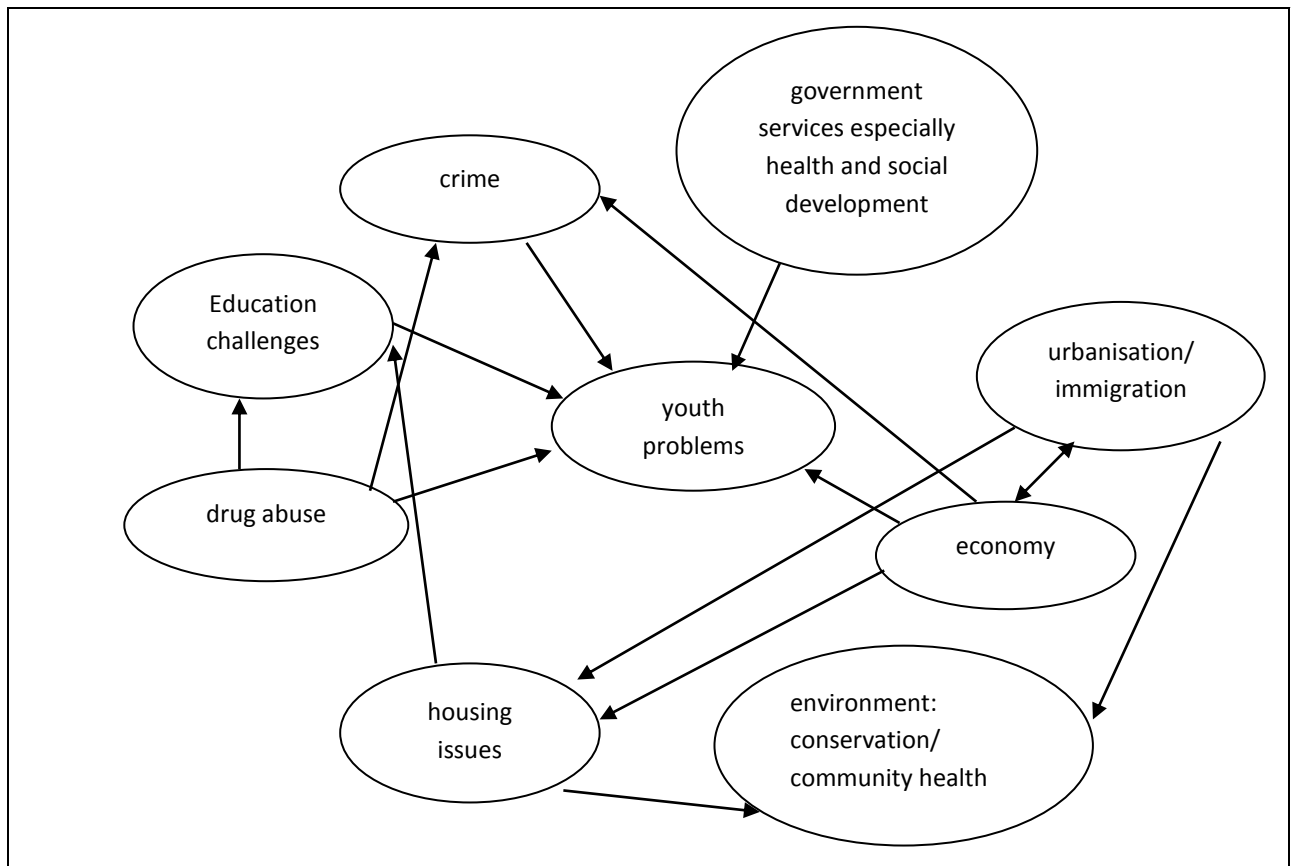 government
services especially
health and social
development
crime
Education
challenges
urbanisation/
immigration
youth
problems
drug abuse
economy
housing
issues
environment:
conservation/
community health